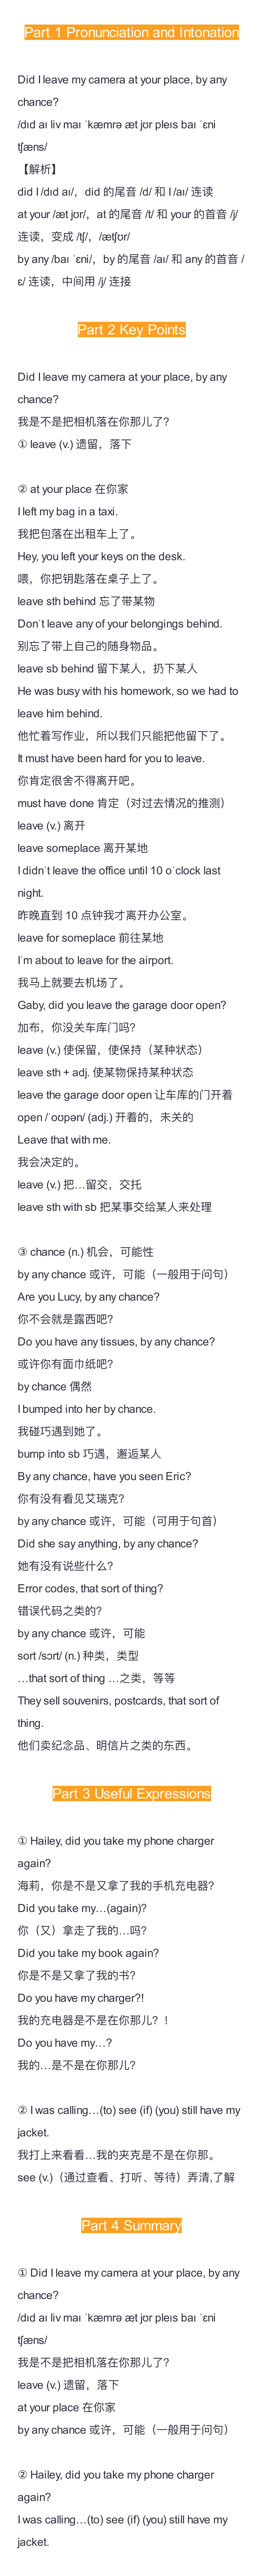 Part 1 Pronunciation and Intonation
Did I leave my camera at your place, by any
chance?
/dɪd aɪ liv maɪ ˈkæmrə æt jʊr pleɪs baɪ ˈɛni
tʃæns/
【解析】
did I /dɪd aɪ/，did 的尾音 /d/ 和 I /aɪ/ 连读
at your /æt jʊr/，at 的尾音 /t/ 和 your 的首音 /j/
连读，变成 /tʃ/，/ætʃʊr/
by any /baɪ ˈɛni/，by 的尾音 /aɪ/ 和 any 的首音 /
ɛ/ 连读，中间用 /j/ 连接
Part 2 Key Points
Did I leave my camera at your place, by any
chance?
我是不是把相机落在你那儿了？
① leave (v.) 遗留，落下
② at your place 在你家
I left my bag in a taxi.
我把包落在出租车上了。
Hey, you left your keys on the desk.
喂，你把钥匙落在桌子上了。
leave sth behind 忘了带某物
Don't leave any of your belongings behind.
别忘了带上自己的随身物品。
leave sb behind 留下某人，扔下某人
He was busy with his homework, so we had to
leave him behind.
他忙着写作业，所以我们只能把他留下了。
It must have been hard for you to leave.
你肯定很舍不得离开吧。
must have done 肯定（对过去情况的推测）
leave (v.) 离开
leave someplace 离开某地
I didn't leave the office until 10 o'clock last
night.
昨晚直到 10 点钟我才离开办公室。
leave for someplace 前往某地
I'm about to leave for the airport.
我马上就要去机场了。
Gaby, did you leave the garage door open?
加布，你没关车库门吗？
leave (v.) 使保留，使保持（某种状态）
leave sth + adj. 使某物保持某种状态
leave the garage door open 让车库的门开着
open /ˈoʊpən/ (adj.) 开着的，未关的
Leave that with me.
我会决定的。
leave (v.) 把…留交，交托
leave sth with sb 把某事交给某人来处理
③ chance (n.) 机会，可能性
by any chance 或许，可能（一般用于问句）
Are you Lucy, by any chance?
你不会就是露西吧？
Do you have any tissues, by any chance?
或许你有面巾纸吧？
by chance 偶然
I bumped into her by chance.
我碰巧遇到她了。
bump into sb 巧遇，邂逅某人
By any chance, have you seen Eric?
你有没有看见艾瑞克？
by any chance 或许，可能（可用于句首）
Did she say anything, by any chance?
她有没有说些什么？
Error codes, that sort of thing?
错误代码之类的？
by any chance 或许，可能
sort /sɔrt/ (n.) 种类，类型
…that sort of thing …之类，等等
They sell souvenirs, postcards, that sort of
thing.
他们卖纪念品、明信片之类的东西。
Part 3 Useful Expressions
① Hailey, did you take my phone charger
again?
海莉，你是不是又拿了我的手机充电器？
Did you take my…(again)?
你（又）拿走了我的…吗？
Did you take my book again?
你是不是又拿了我的书？
Do you have my charger?!
我的充电器是不是在你那儿？！
Do you have my…?
我的…是不是在你那儿？
② I was calling…(to) see (if) (you) still have my
jacket.
我打上来看看…我的夹克是不是在你那。
see (v.)（通过查看、打听、等待）弄清,了解
Part 4 Summary
① Did I leave my camera at your place, by any
chance?
/dɪd aɪ liv maɪ ˈkæmrə æt jʊr pleɪs baɪ ˈɛni
tʃæns/
我是不是把相机落在你那儿了？
leave (v.) 遗留，落下
at your place 在你家
by any chance 或许，可能（一般用于问句）
② Hailey, did you take my phone charger
again?
I was calling…(to) see (if) (you) still have my
jacket.